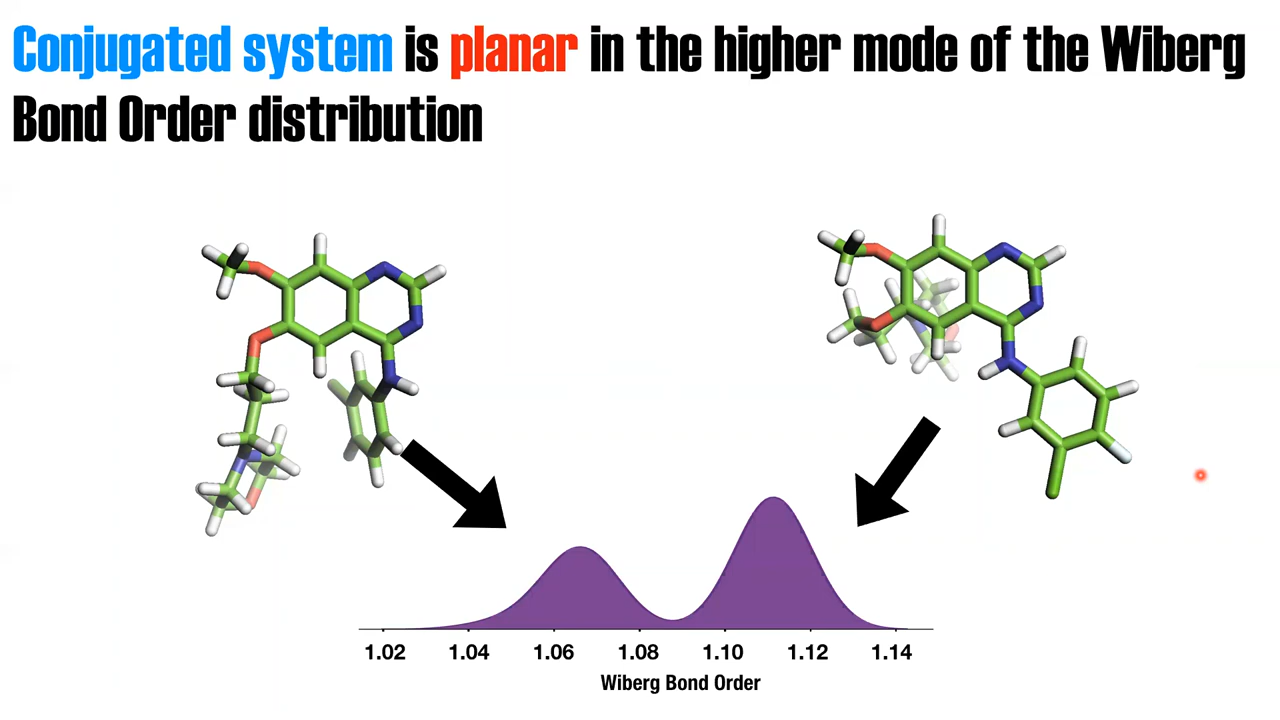 Conjugated system is planar in the higher mode of the Wiberg
Bond Order distribution
1.02 1.04 1.06 1.08 1.10 1.12 1.14
Wiberg Bond Order